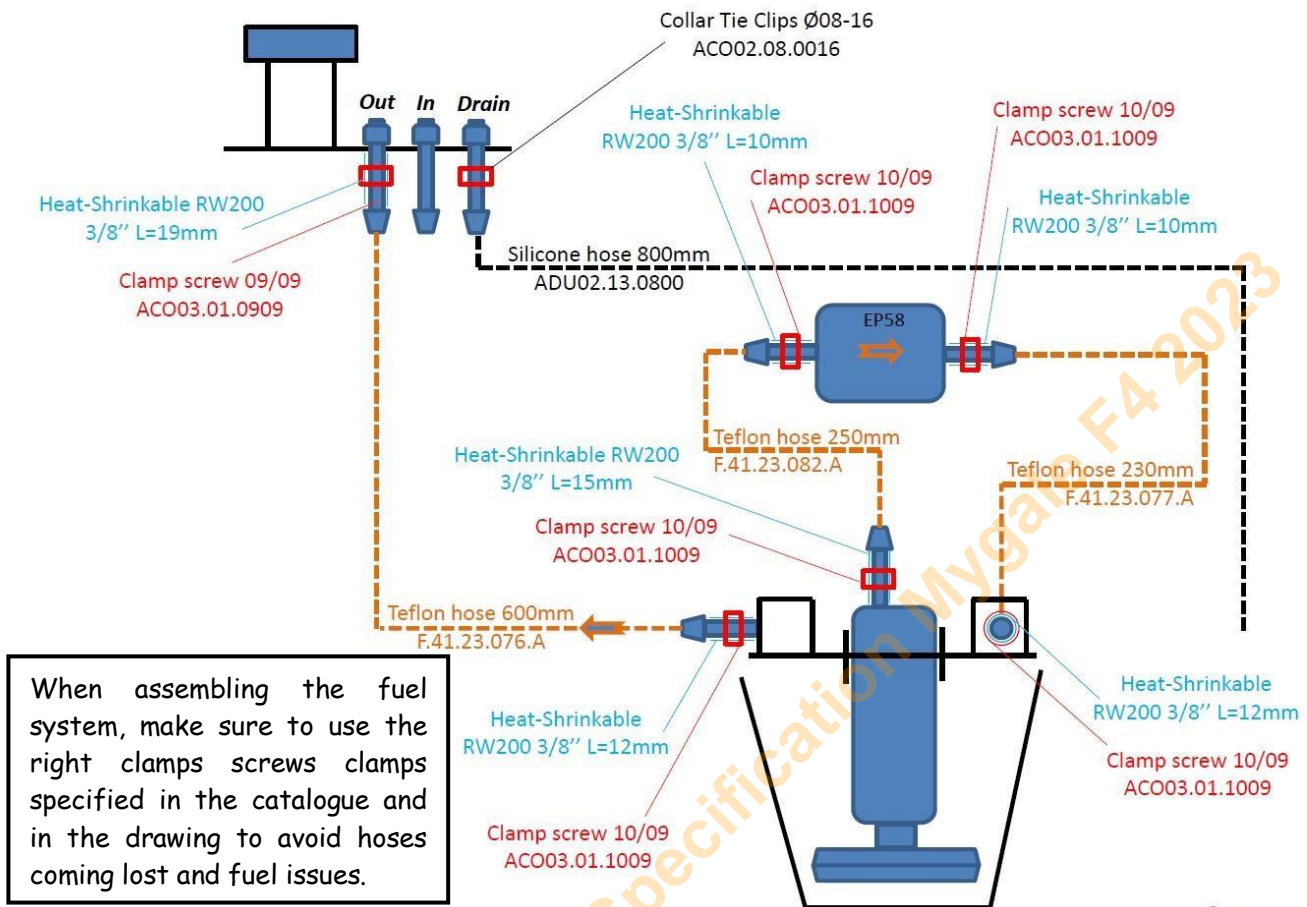 Collar Tie Clips Ø08-16
ACO02.08.0016
Out In Drain
Heat-Shrinkable
RW200 3/8’’ L=10mm
Clamp screw 10/09
ACO03.01.1009
Clamp screw 10/09
ACO03.01.1009
Heat-Shrinkable
RW200 3/8’’ L=10mm
Heat-Shrinkable RW200
3/8’’ L=19mm
Clamp screw 09/09
ACO03.01.0909
Silicone hose 800mm
ADU02.13.0800
EP58
Teflon hose 250mm
F.41.23.082.A
Teflon hose 230mm
F.41.23.077.A
Heat-Shrinkable RW200
3/8’’ L=15mm
Clamp screw 10/09
ACO03.01.1009
Teflon hose 600mm
F.41.23.076.A
Heat-Shrinkable
RW200 3/8’’ L=12mm
Clamp screw 10/09
ACO03.01.1009
Heat-Shrinkable
RW200 3/8’’ L=12mm
Clamp screw 10/09
ACO03.01.1009
When assembling the fuel
system, make sure to use the
right clamps screws clamps
specified in the catalogue and
in the drawing to avoid hoses
coming lost and fuel issues.
Specification Mygale F4 2023